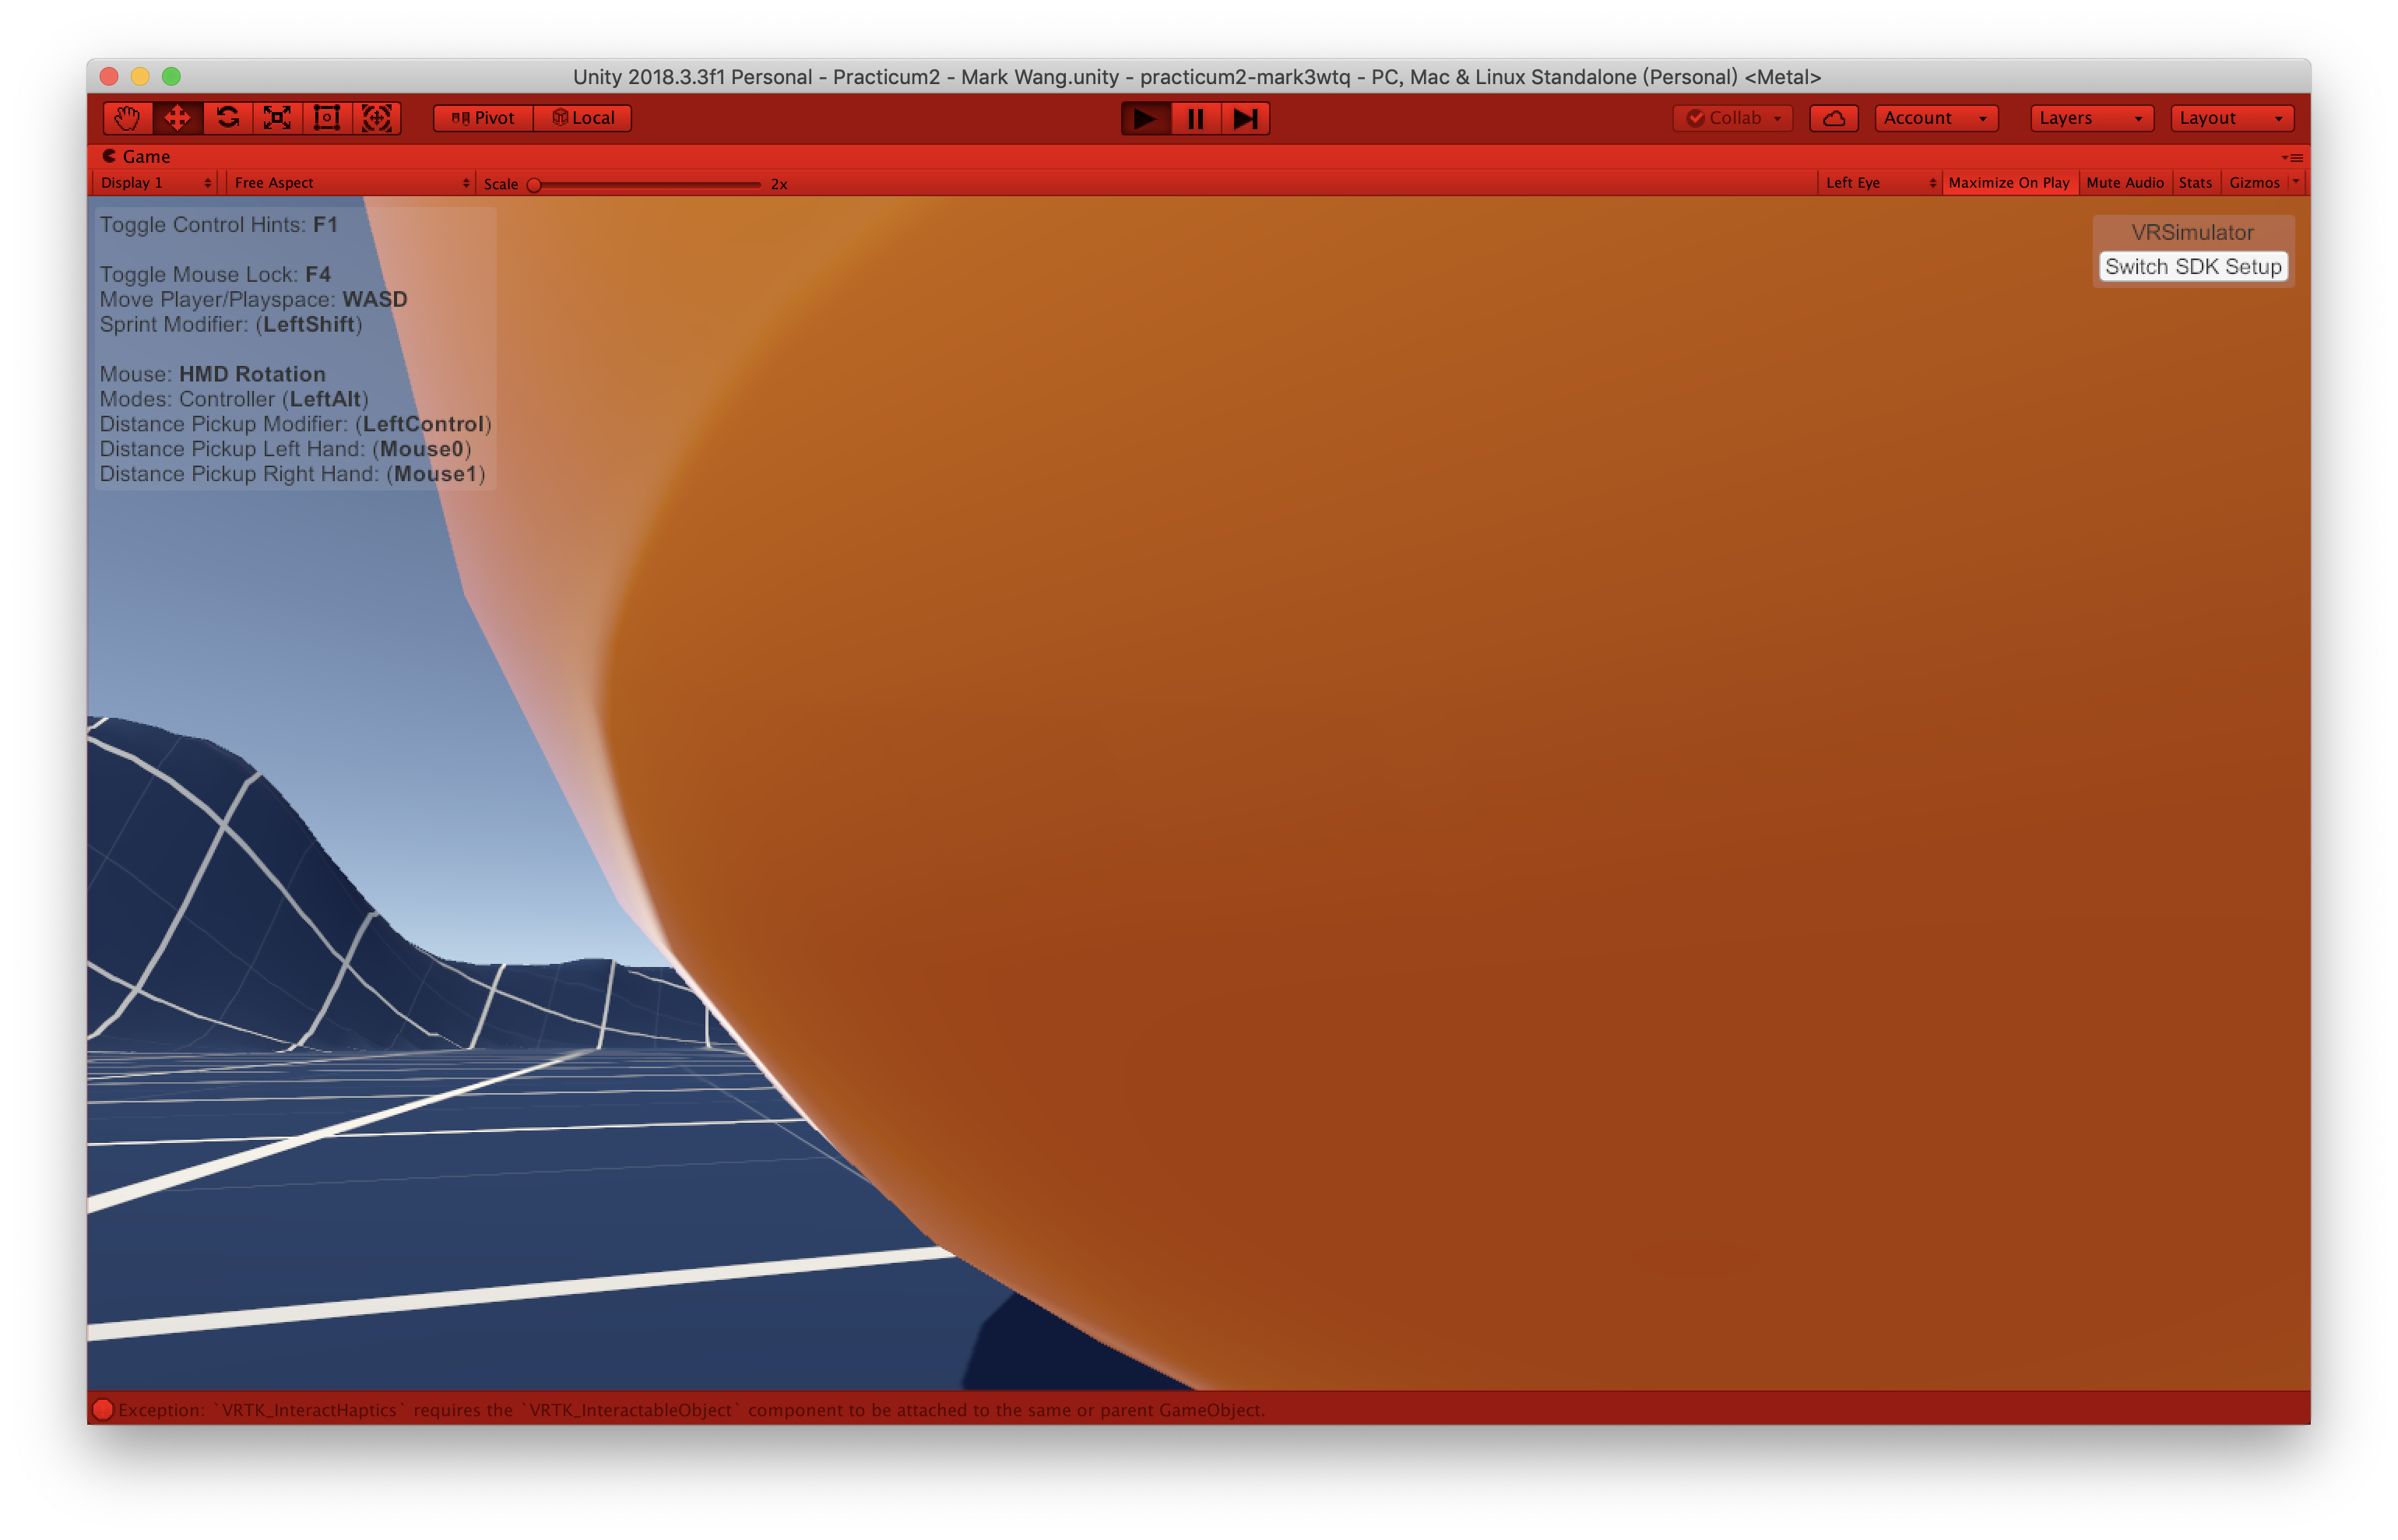 Unity 2018.3.3f1 Personal - Practicum2 - Mark Wang.unity - practicum2-mark3wtq - PC, Mac & Linux Standalone (Personal) <Metal>
Pivot Local Collab Account Layers Layout
Game
Display 1 Free Aspect Scale 2x Left Eye Maximize On Play Mute Audio Stats Gizmos
Toggle Control Hints: F1
Toggle Mouse Lock: F4
Move Player/Playspace: WASD
Sprint Modifier: (LeftShift)
Mouse: HMD Rotation
Modes: Controller (LeftAlt)
Distance Pickup Modifier: (LeftControl)
Distance Pickup Left Hand: (Mouse0)
Distance Pickup Right Hand: (Mouse1)
VRSimulator
Switch SDK Setup
Exception: `VRTK_InteractHaptics` requires the `VRTK_InteractableObject` component to be attached to the same or parent GameObject.